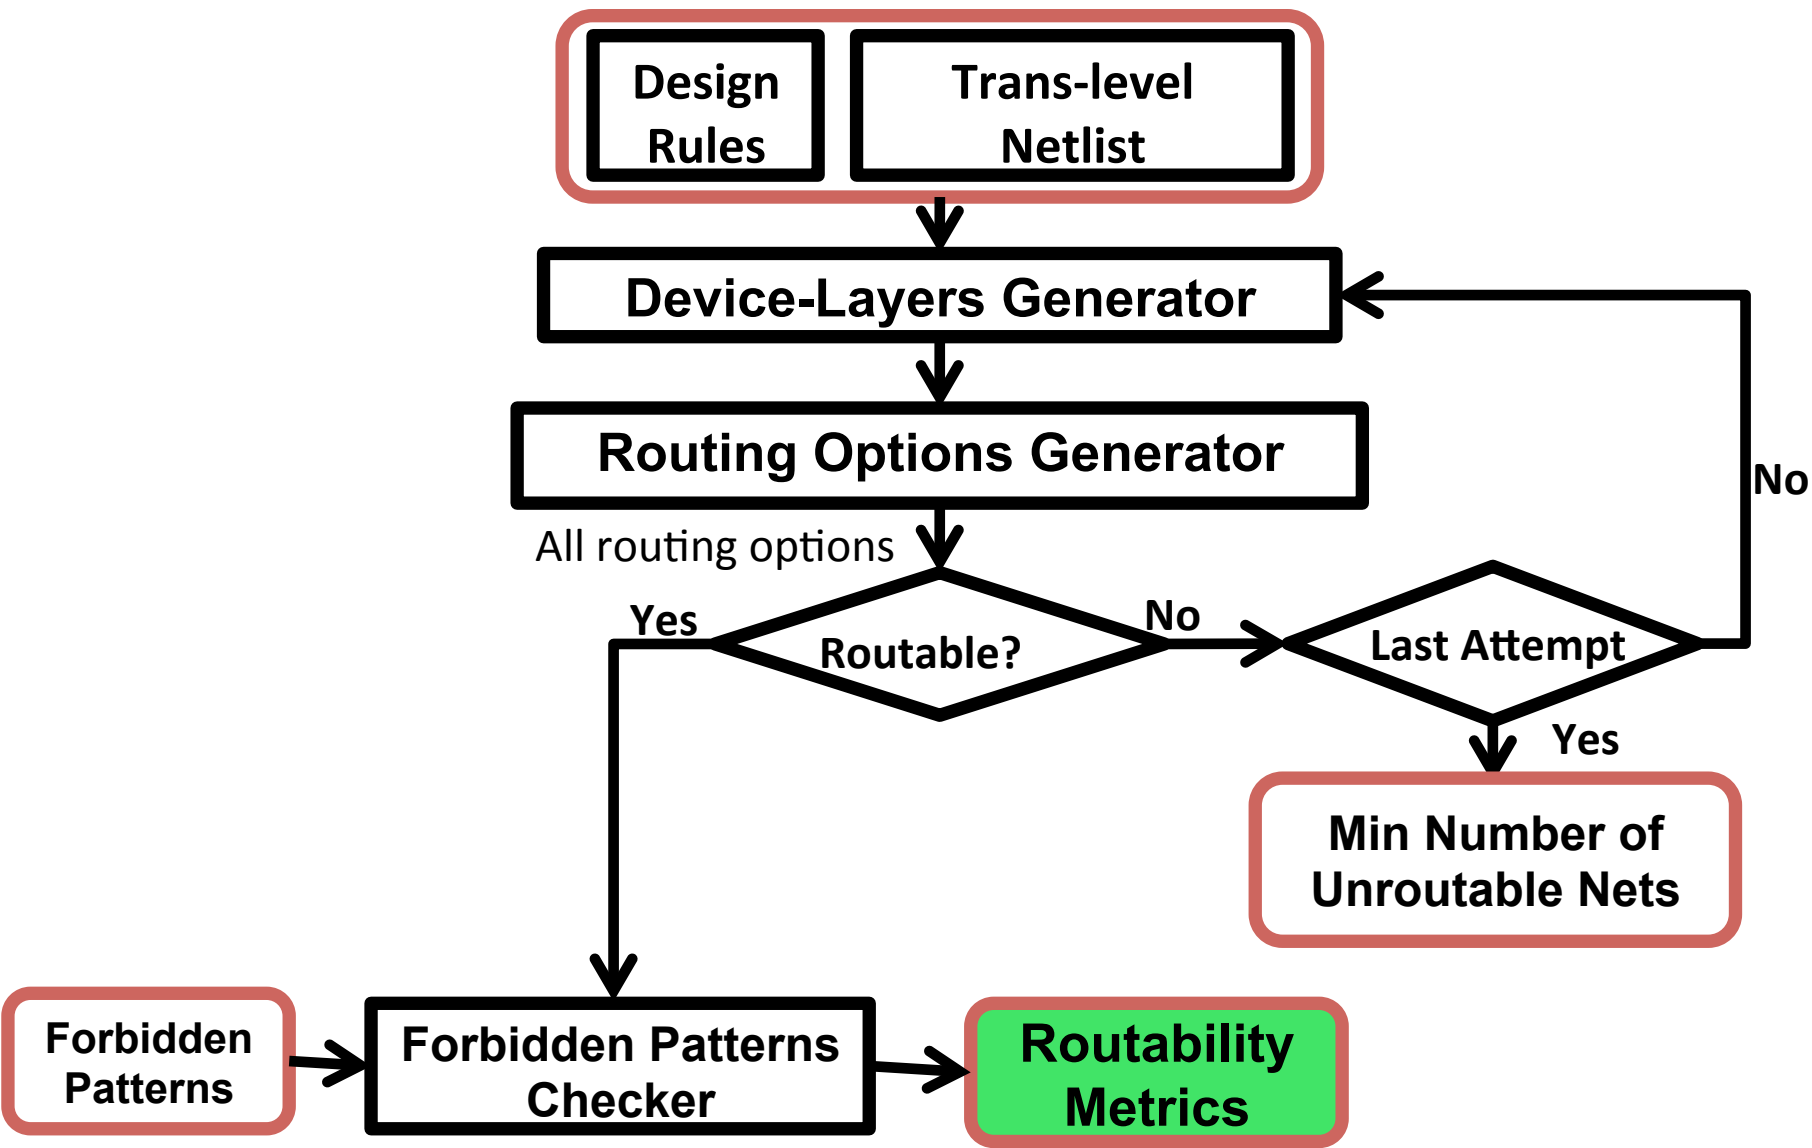 Design
Rules
Trans-level
Netlist
Device-Layers Generator
Routing Options Generator
All routing options
Yes
Routable?
No
Last Attempt
No
Yes
Min Number of
Unroutable Nets
Forbidden
Patterns
Forbidden Patterns
Checker
Routability
Metrics